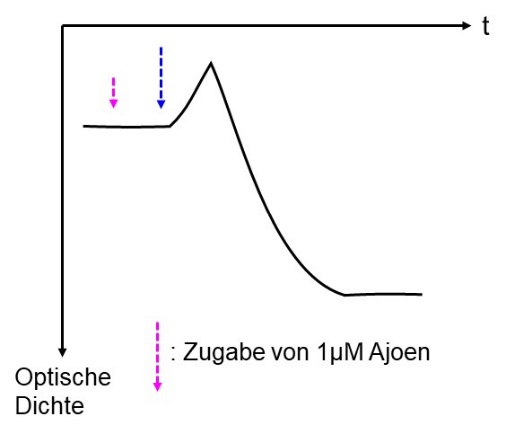 t
: Zugabe von 1µM Ajoen
Optische
Dichte